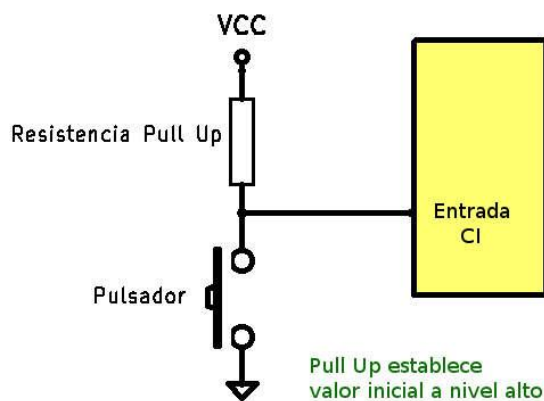 VCC
Resistencia Pull Up
Entrada
CI
Pulsador
Pull Up establece
valor inicial a nivel alto